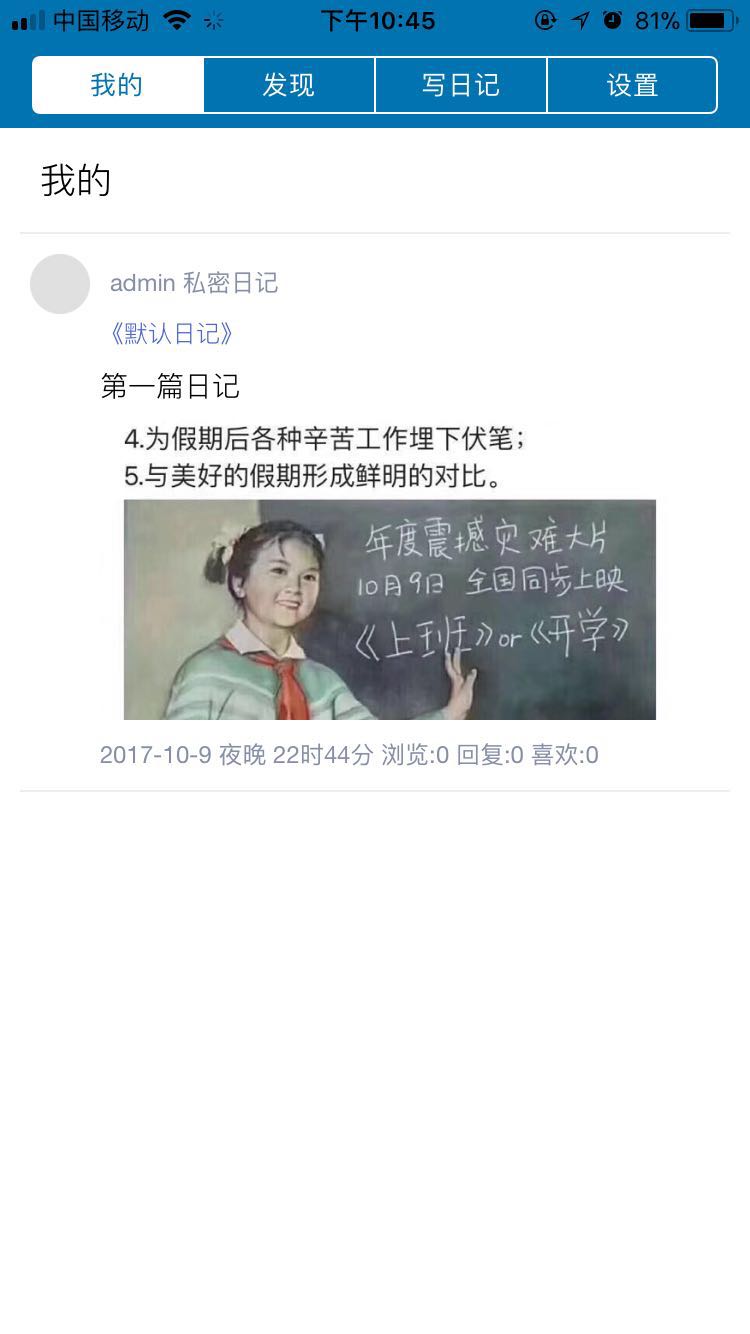 中国移动 下午10:45 81%
我的 发现 写日记 设置
我的
admin 私密日记
《默认日记》
第一篇日记
4.为假期后各种辛苦工作埋下伏笔；
5.与美好的假期形成鲜明的对比。
年度震撼灾难大片
10月9日 全国同步上映
《上班》or《开学》
2017-10-9 夜晚 22时44分 浏览:0 回复:0 喜欢:0